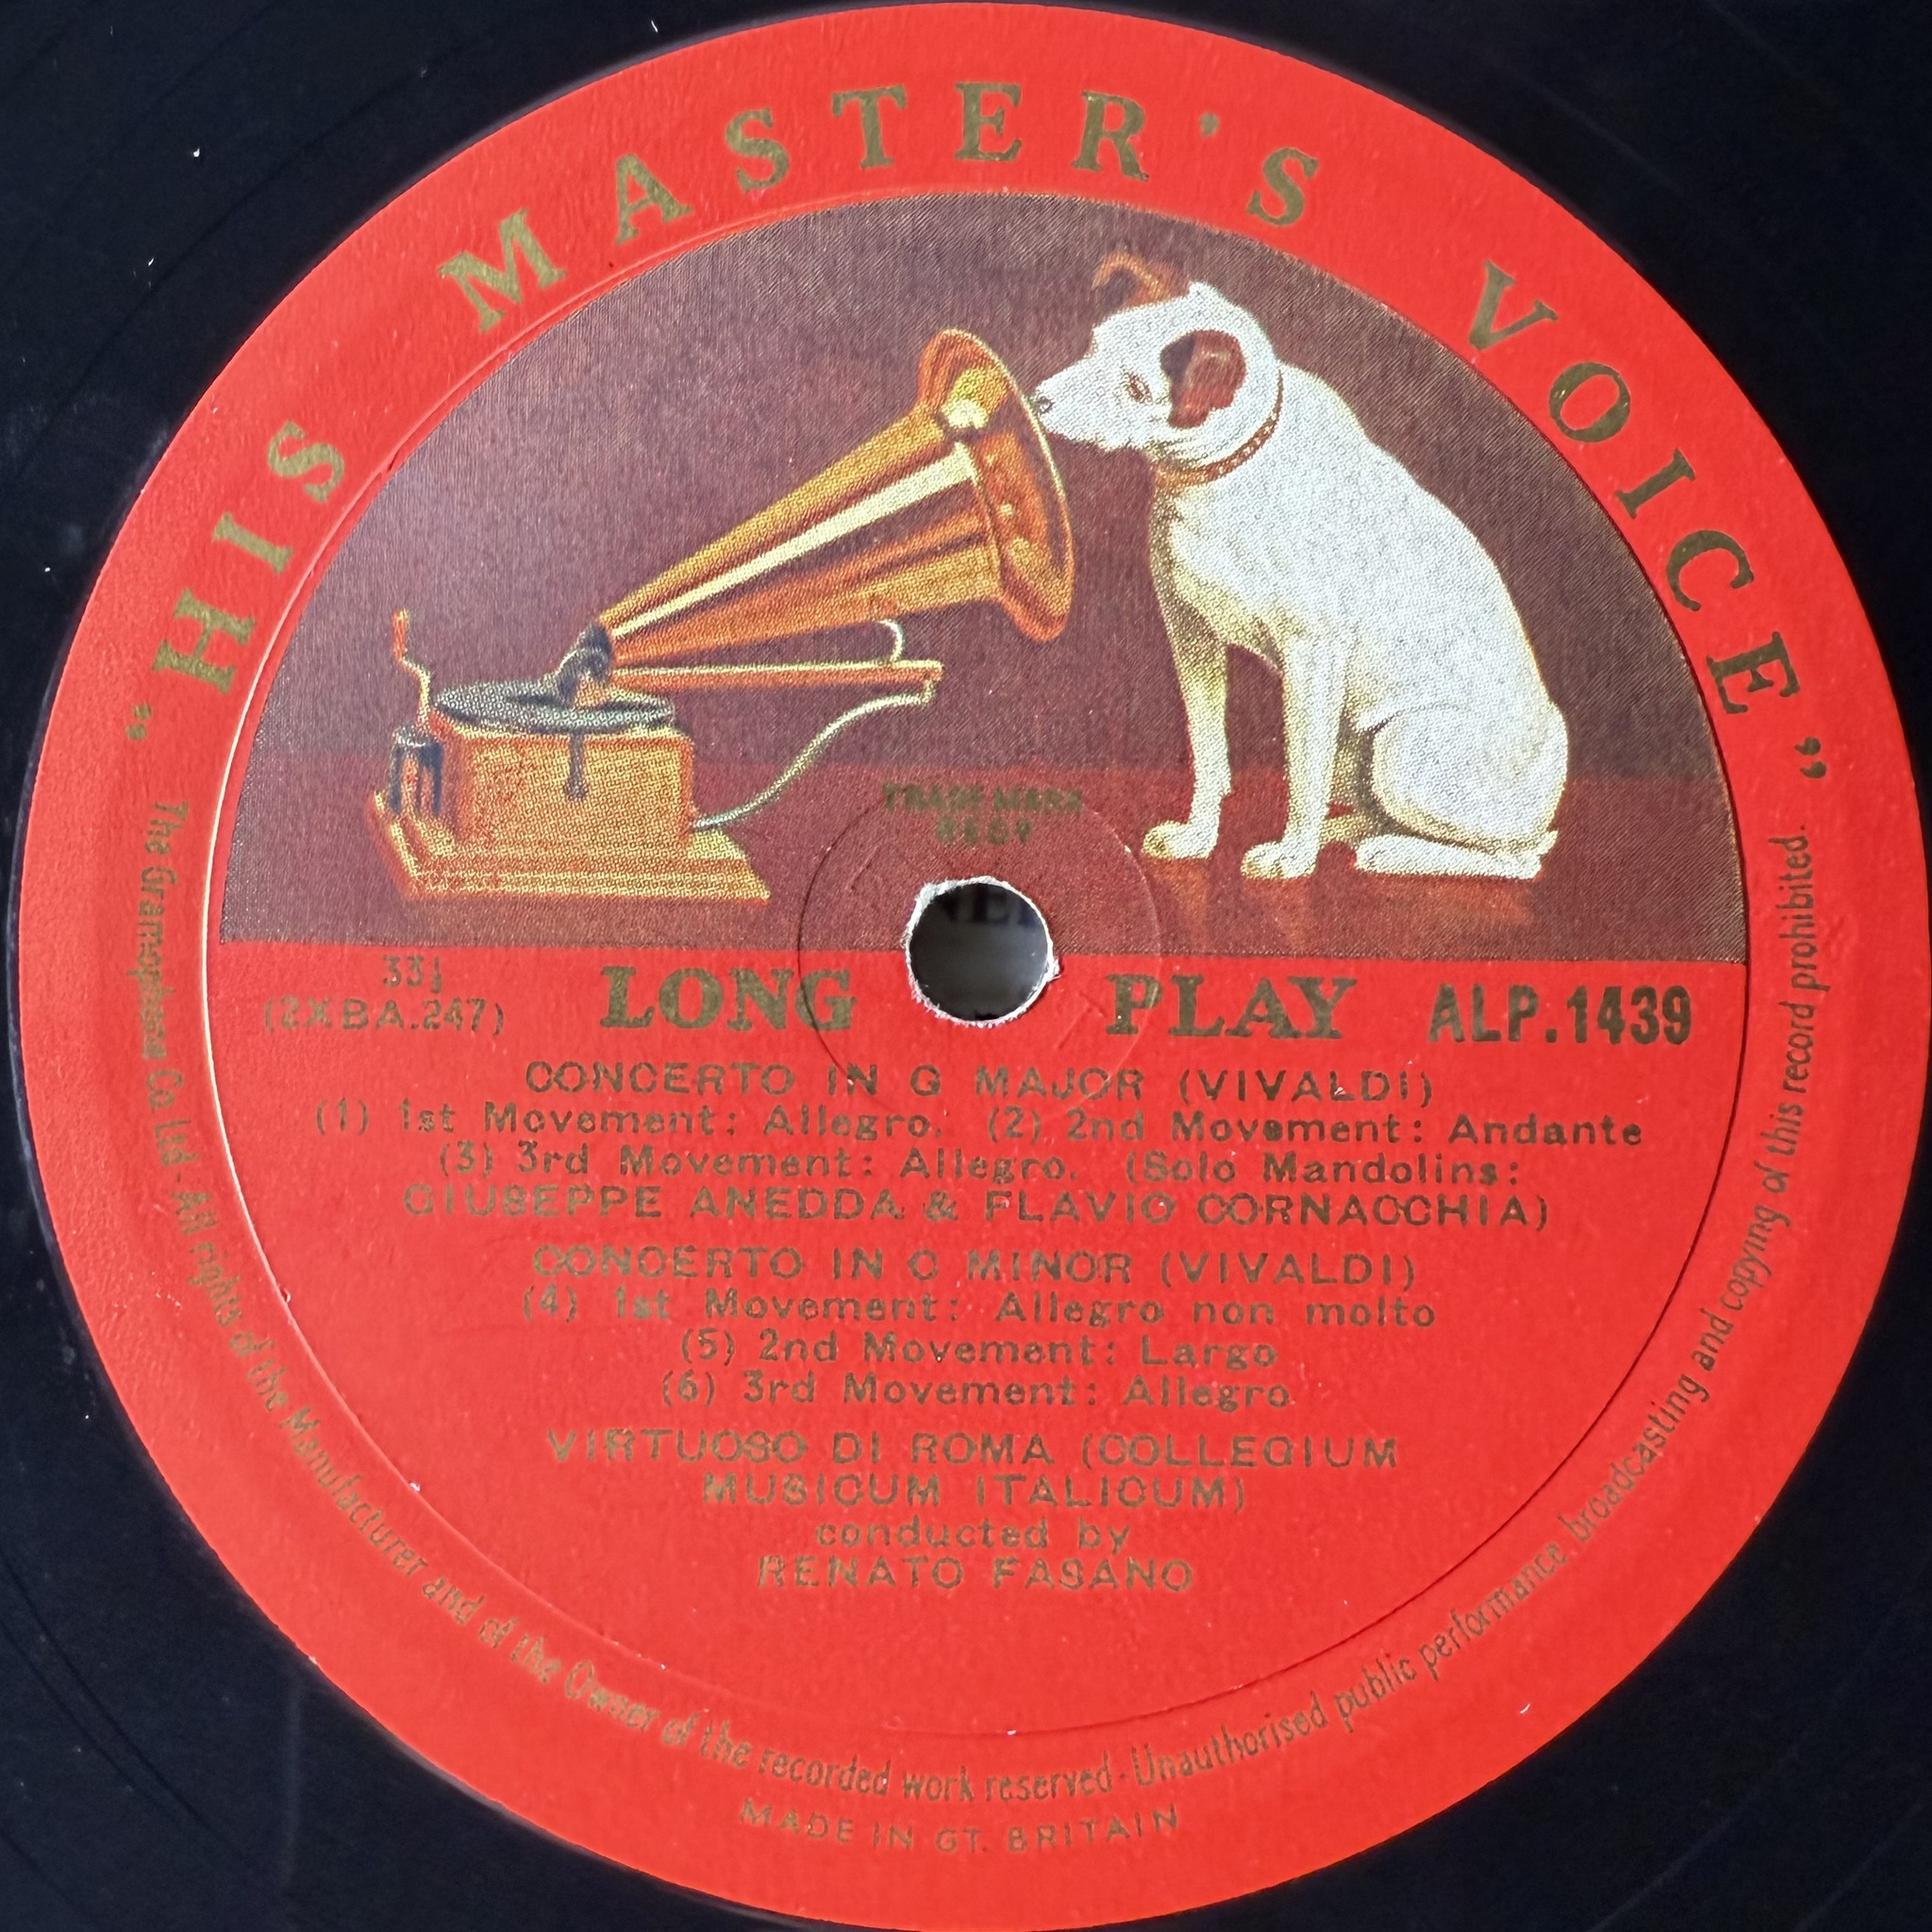 "HIS MASTER'S VOICE"
TRADE MARK
REGD
33⅓
(2XBA.247)
LONG PLAY
ALP.1439
CONCERTO IN G MAJOR (VIVALDI)
(1) 1st Movement: Allegro. (2) 2nd Movement: Andante
(3) 3rd Movement: Allegro. (Solo Mandolins:
GIUSEPPE ANEDDA & FLAVIO CORNACCHIA)
CONCERTO IN C MINOR (VIVALDI)
(4) 1st Movement: Allegro non molto
(5) 2nd Movement: Largo
(6) 3rd Movement: Allegro
VIRTUOSO DI ROMA (COLLEGIUM
MUSICUM ITALICUM)
conducted by
RENATO FASANO
The Gramophone Co. Ltd.-All rights of the Manufacturer and of the Owner of the recorded work reserved-Unauthorised public performance, broadcasting and copying of this record prohibited.
MADE IN GT. BRITAIN